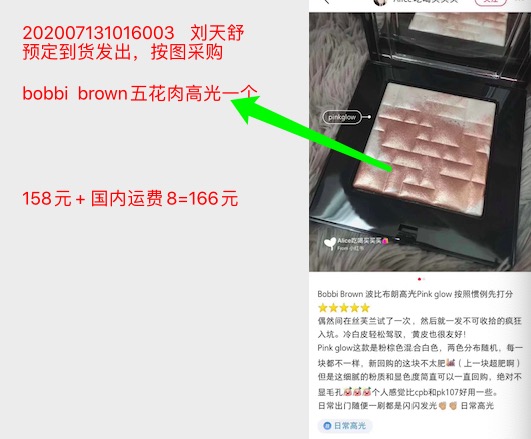 202007131016003 刘天舒
预定到货发出，按图采购
bobbi brown五花肉高光一个
158元+国内运费8=166元
Alice吃喝买买买
关注
pinkglow
Alice吃喝买买买
From 小红书
Bobbi Brown 波比布朗高光Pink glow 按照惯例先打分
⭐⭐⭐⭐⭐
偶然间在丝芙兰试了一次，然后就一发不可收拾的疯狂
入坑。冷白皮轻松驾驭，黄皮也很友好！
Pink glow这款是粉棕色混合白色，两色分布随机，每一
块都不一样，新回购的这块不太肥（上一块超肥啊）
但是这细腻的粉质和显色度简直可以一直回购，绝对不
显毛孔🍎🍎🍎个人感觉比cpb和pk107好用一些。
日常出门随便一刷都是闪闪发光 日常高光
日常高光